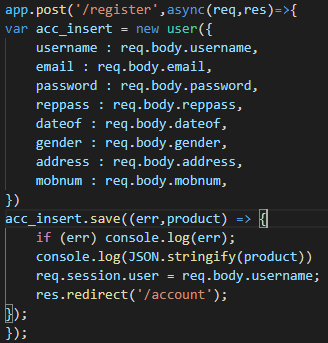 app.post('/register',async(req,res)=>{
var acc_insert = new user({
    username : req.body.username,
    email : req.body.email,
    password : req.body.password,
    reppass : req.body.reppass,
    dateof : req.body.dateof,
    gender : req.body.gender,
    address : req.body.address,
    mobnum : req.body.mobnum,
})
acc_insert.save((err,product) => {
    if (err) console.log(err);
    console.log(JSON.stringify(product))
    req.session.user = req.body.username;
    res.redirect('/account');
});
});